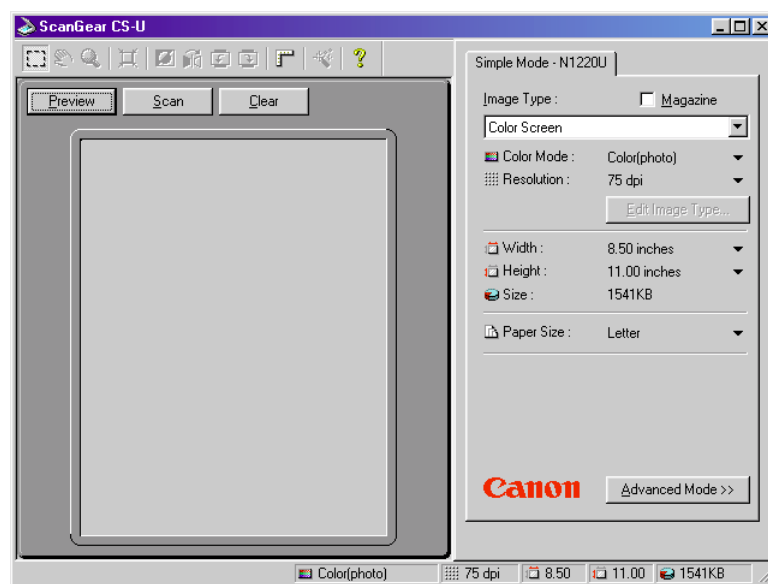 ScanGear CS-U
Preview Scan Clear
Simple Mode - N1220U
Image Type : Magazine
Color Screen
Color Mode : Color(photo)
Resolution : 75 dpi
Edit Image Type...
Width : 8.50 inches
Height : 11.00 inches
Size : 1541KB
Paper Size : Letter
Canon
Advanced Mode >>
Color(photo) 75 dpi 8.50 11.00 1541KB